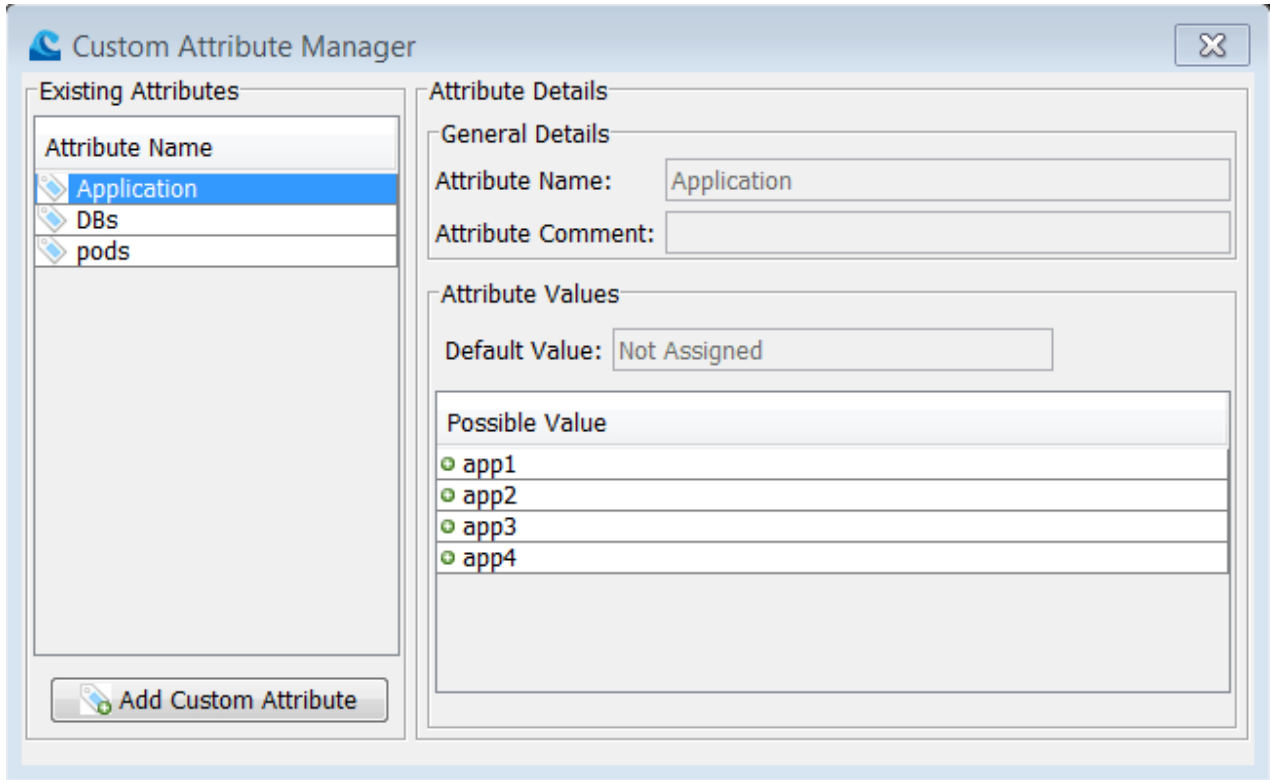 Custom Attribute Manager
Existing Attributes
Attribute Name
Application
DBs
pods
Add Custom Attribute
Attribute Details
General Details
Attribute Name: Application
Attribute Comment:
Attribute Values
Default Value: Not Assigned
Possible Value
app1
app2
app3
app4